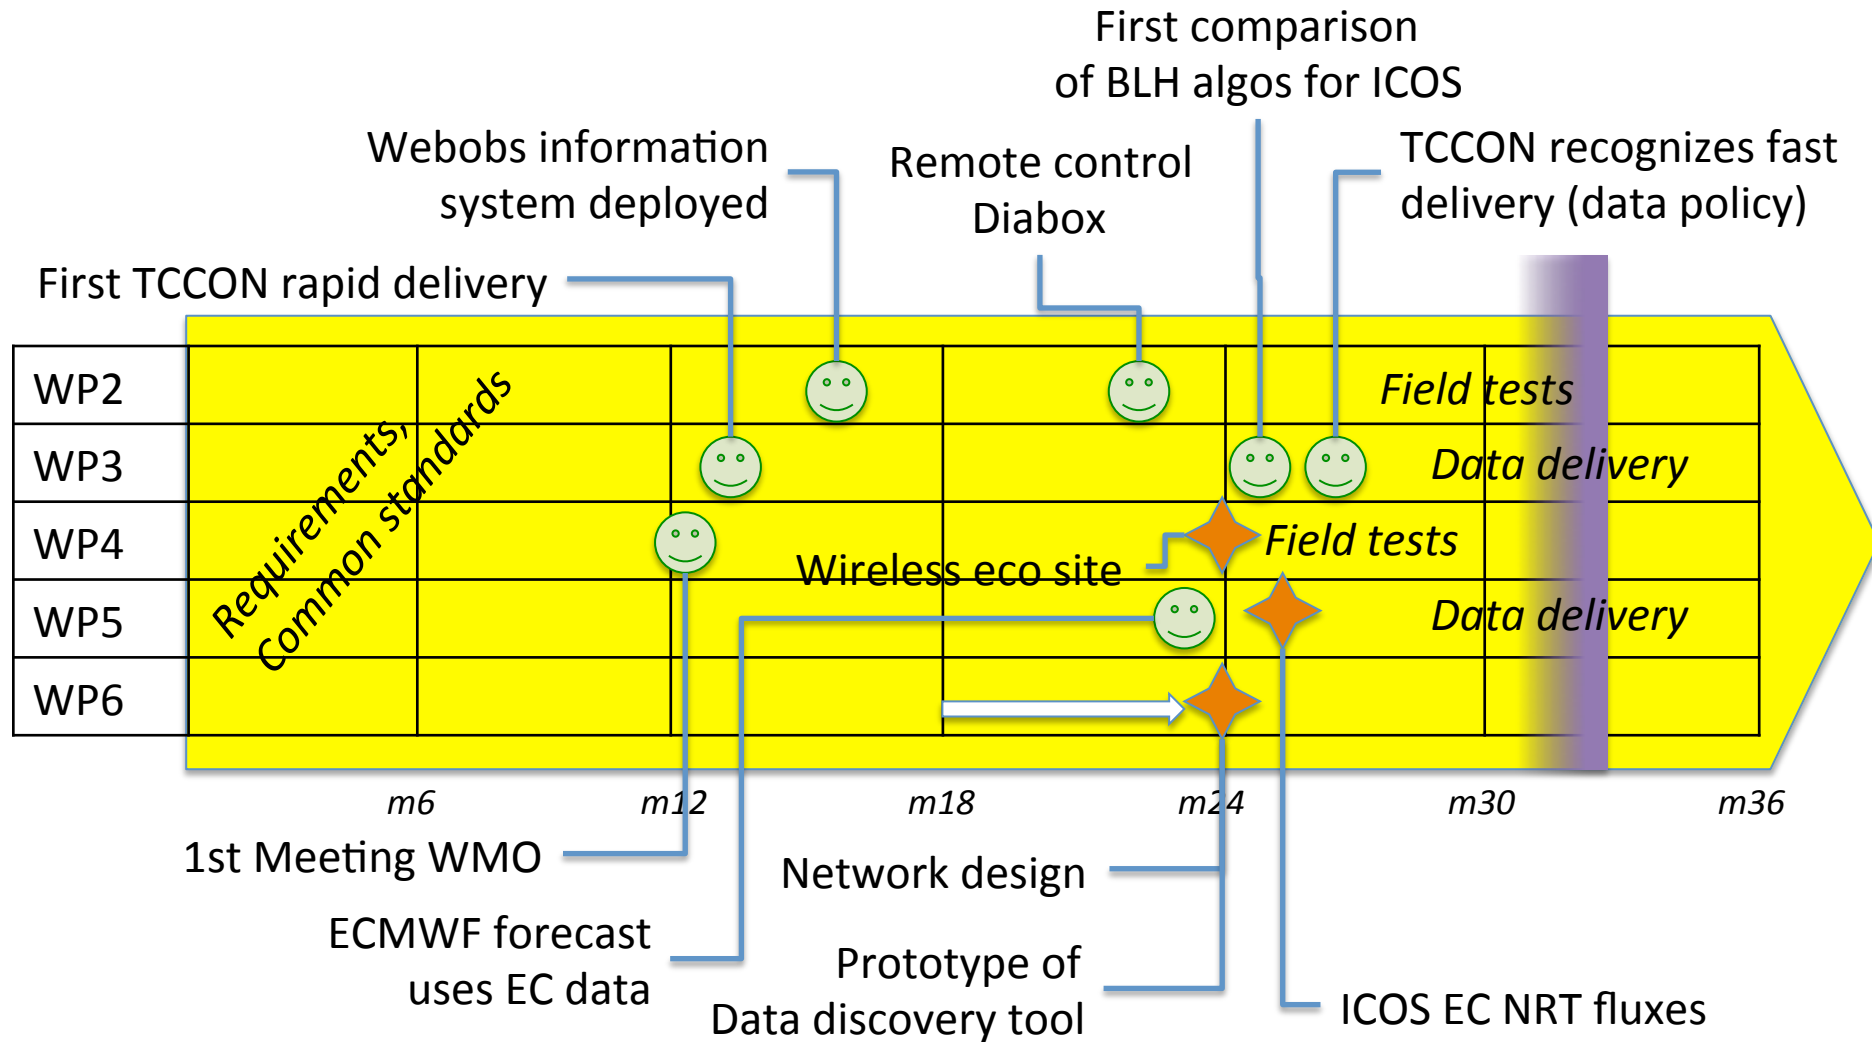 First comparison
of BLH algos for ICOS
Webobs information
system deployed
Remote control
Diabox
TCCON recognizes fast
delivery (data policy)
First TCCON rapid delivery
WP2
Field tests
WP3
Data delivery
Requirements,
Common standards
WP4
Field tests
Wireless eco site
WP5
Data delivery
WP6
m6
m12
m18
m24
m30
m36
1st Meeting WMO
Network design
ECMWF forecast
uses EC data
Prototype of
Data discovery tool
ICOS EC NRT fluxes